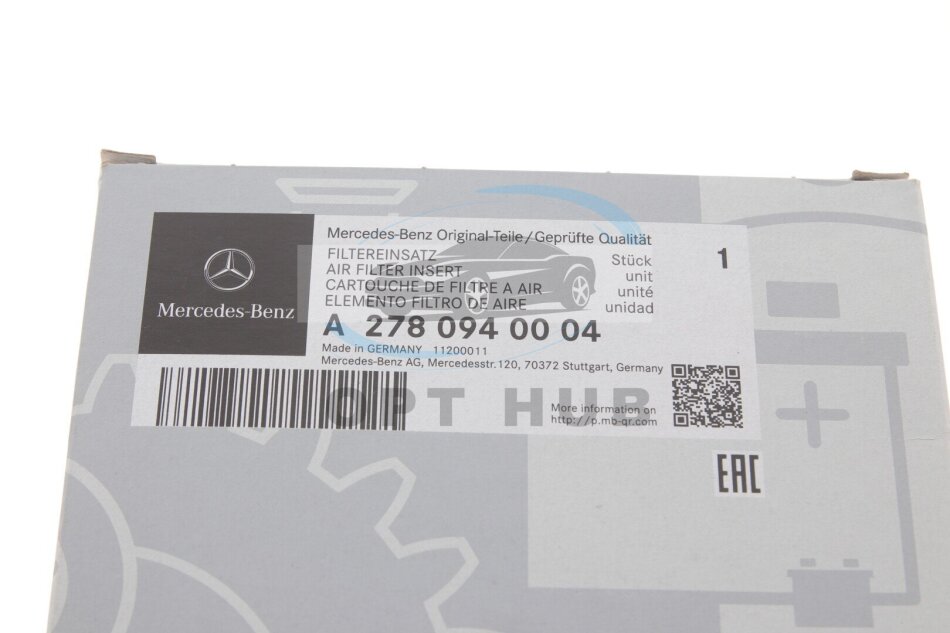 Mercedes-Benz Original-Teile/Geprüfte Qualität
FILTEREINSATZ
AIR FILTER INSERT
CARTOUCHE DE FILTRE A AIR
ELEMENTO FILTRO DE AIRE
Stück
unit
unité
unidad
1
Mercedes-Benz
A 278 094 00 04
Made in GERMANY 11200011
Mercedes-Benz AG, Mercedesstr.120, 70372 Stuttgart, Germany
OPT HUB
More information on
http://p.mb-qr.com
EAC